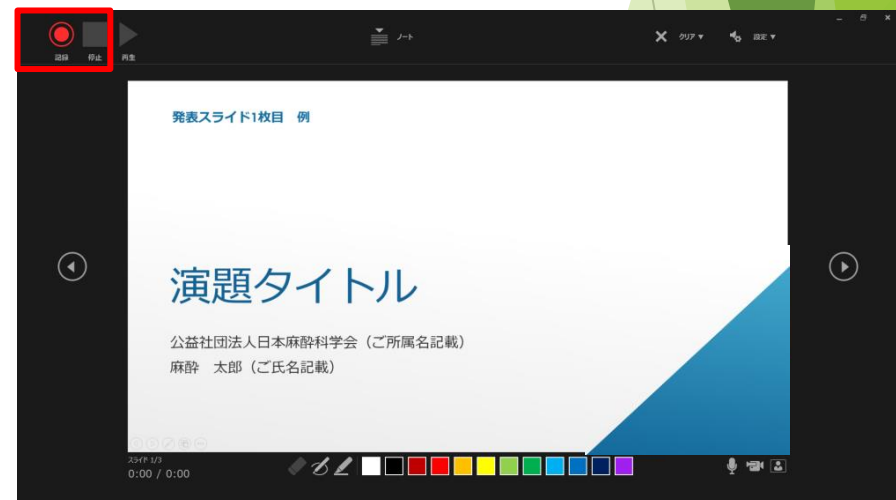 記録 停止 再生
ノート
クリア 設定
発表スライド1枚目 例
演題タイトル
公益社団法人日本麻酔科学会（ご所属名記載）
麻酔 太郎（ご氏名記載）
スライド 1/3
0:00 / 0:00